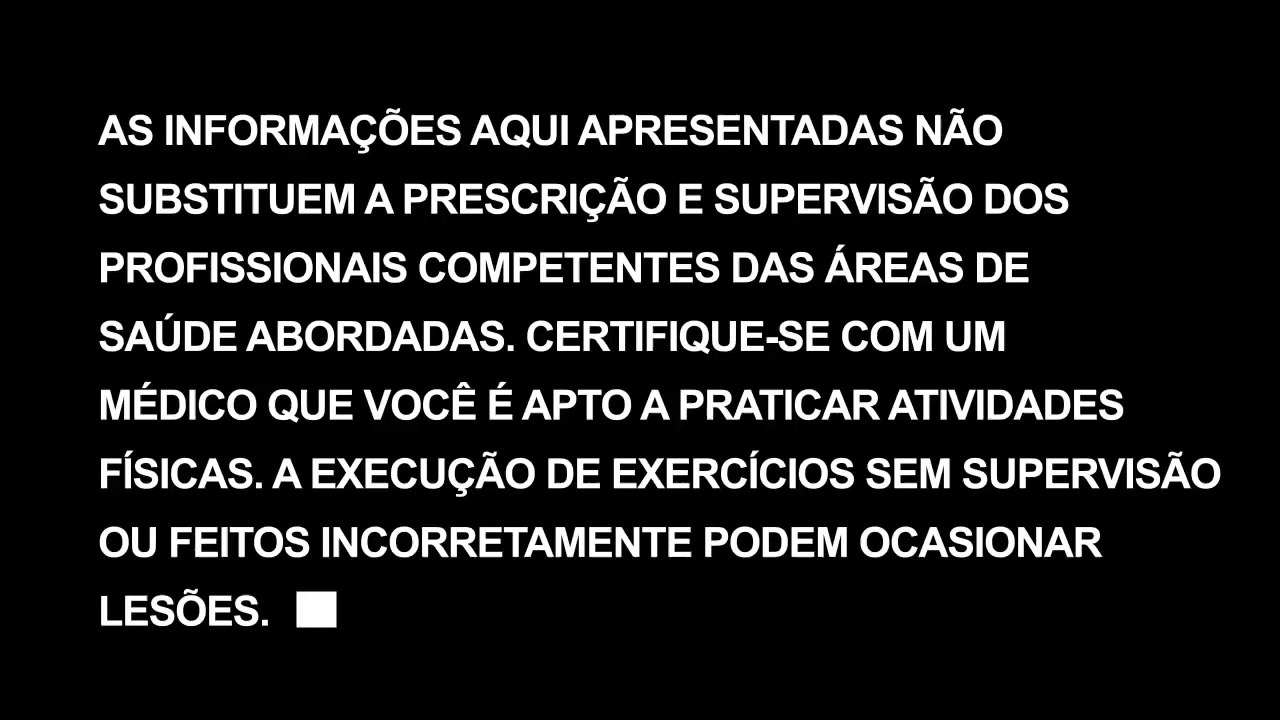 AS INFORMAÇÕES AQUI APRESENTADAS NÃO
SUBSTITUEM A PRESCRIÇÃO E SUPERVISÃO DOS
PROFISSIONAIS COMPETENTES DAS ÁREAS DE
SAÚDE ABORDADAS. CERTIFIQUE-SE COM UM
MÉDICO QUE VOCÊ É APTO A PRATICAR ATIVIDADES
FÍSICAS. A EXECUÇÃO DE EXERCÍCIOS SEM SUPERVISÃO
OU FEITOS INCORRETAMENTE PODEM OCASIONAR
LESÕES.